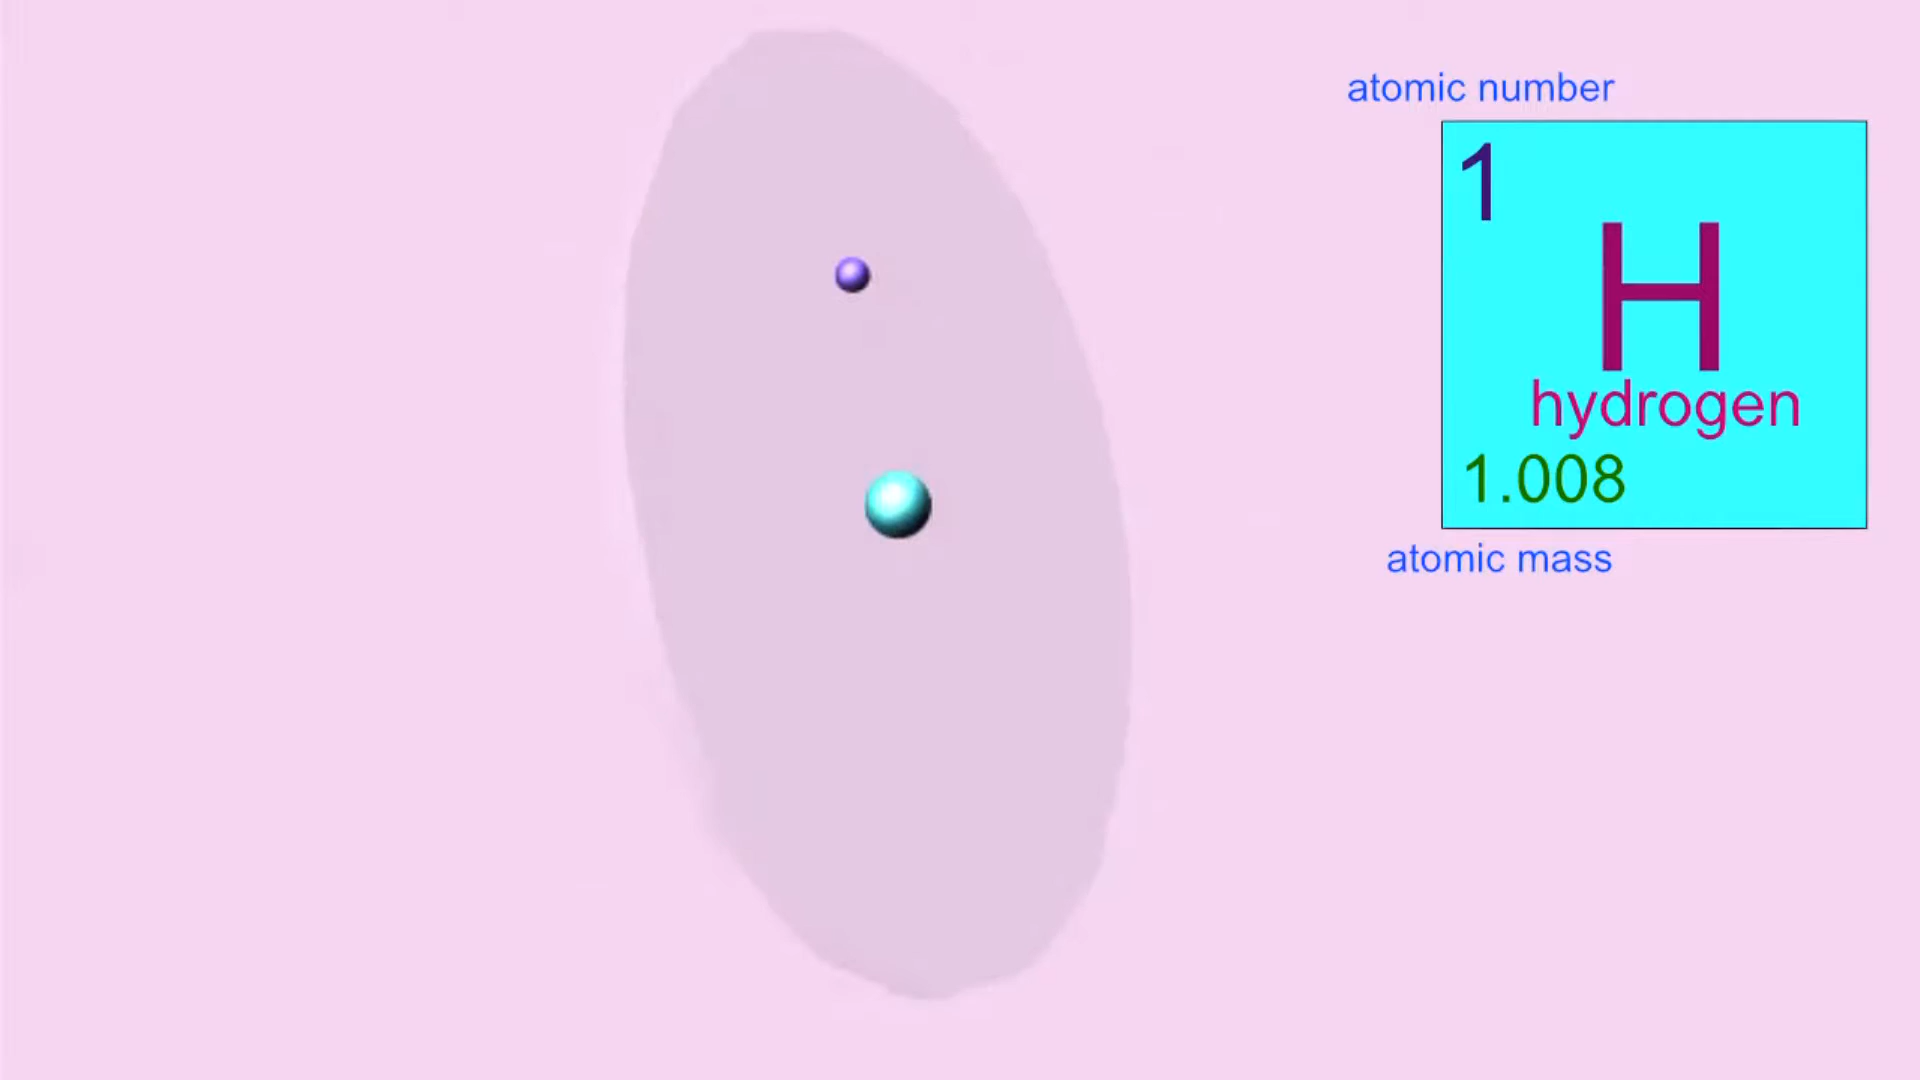 atomic number
1
H
hydrogen
1.008
atomic mass